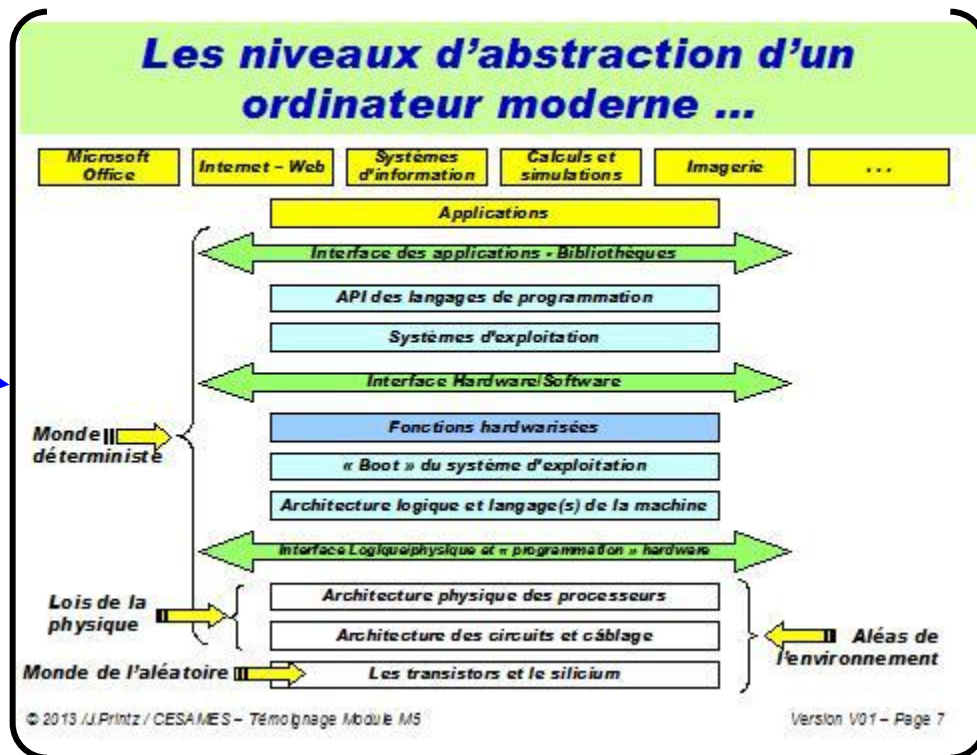 Les niveaux d'abstraction d'un
ordinateur moderne ...
Microsoft
Office
Internet – Web
Systèmes
d'information
Calculs et
simulations
Imagerie
...
Applications
Interface des applications - Bibliothèques
API des langages de programmation
Systèmes d'exploitation
Interface Hardware/Software
Monde
déterministe
Fonctions hardwarisées
« Boot » du système d'exploitation
Architecture logique et langage(s) de la machine
Interface Logique/physique et « programmation » hardware
Lois de la
physique
Architecture physique des processeurs
Architecture des circuits et câblage
Aléas de
l'environnement
Monde de l'aléatoire
Les transistors et le silicium
© 2013 /J.Printz / CESAMES – Témoignage Module M5
Version V01 – Page 7